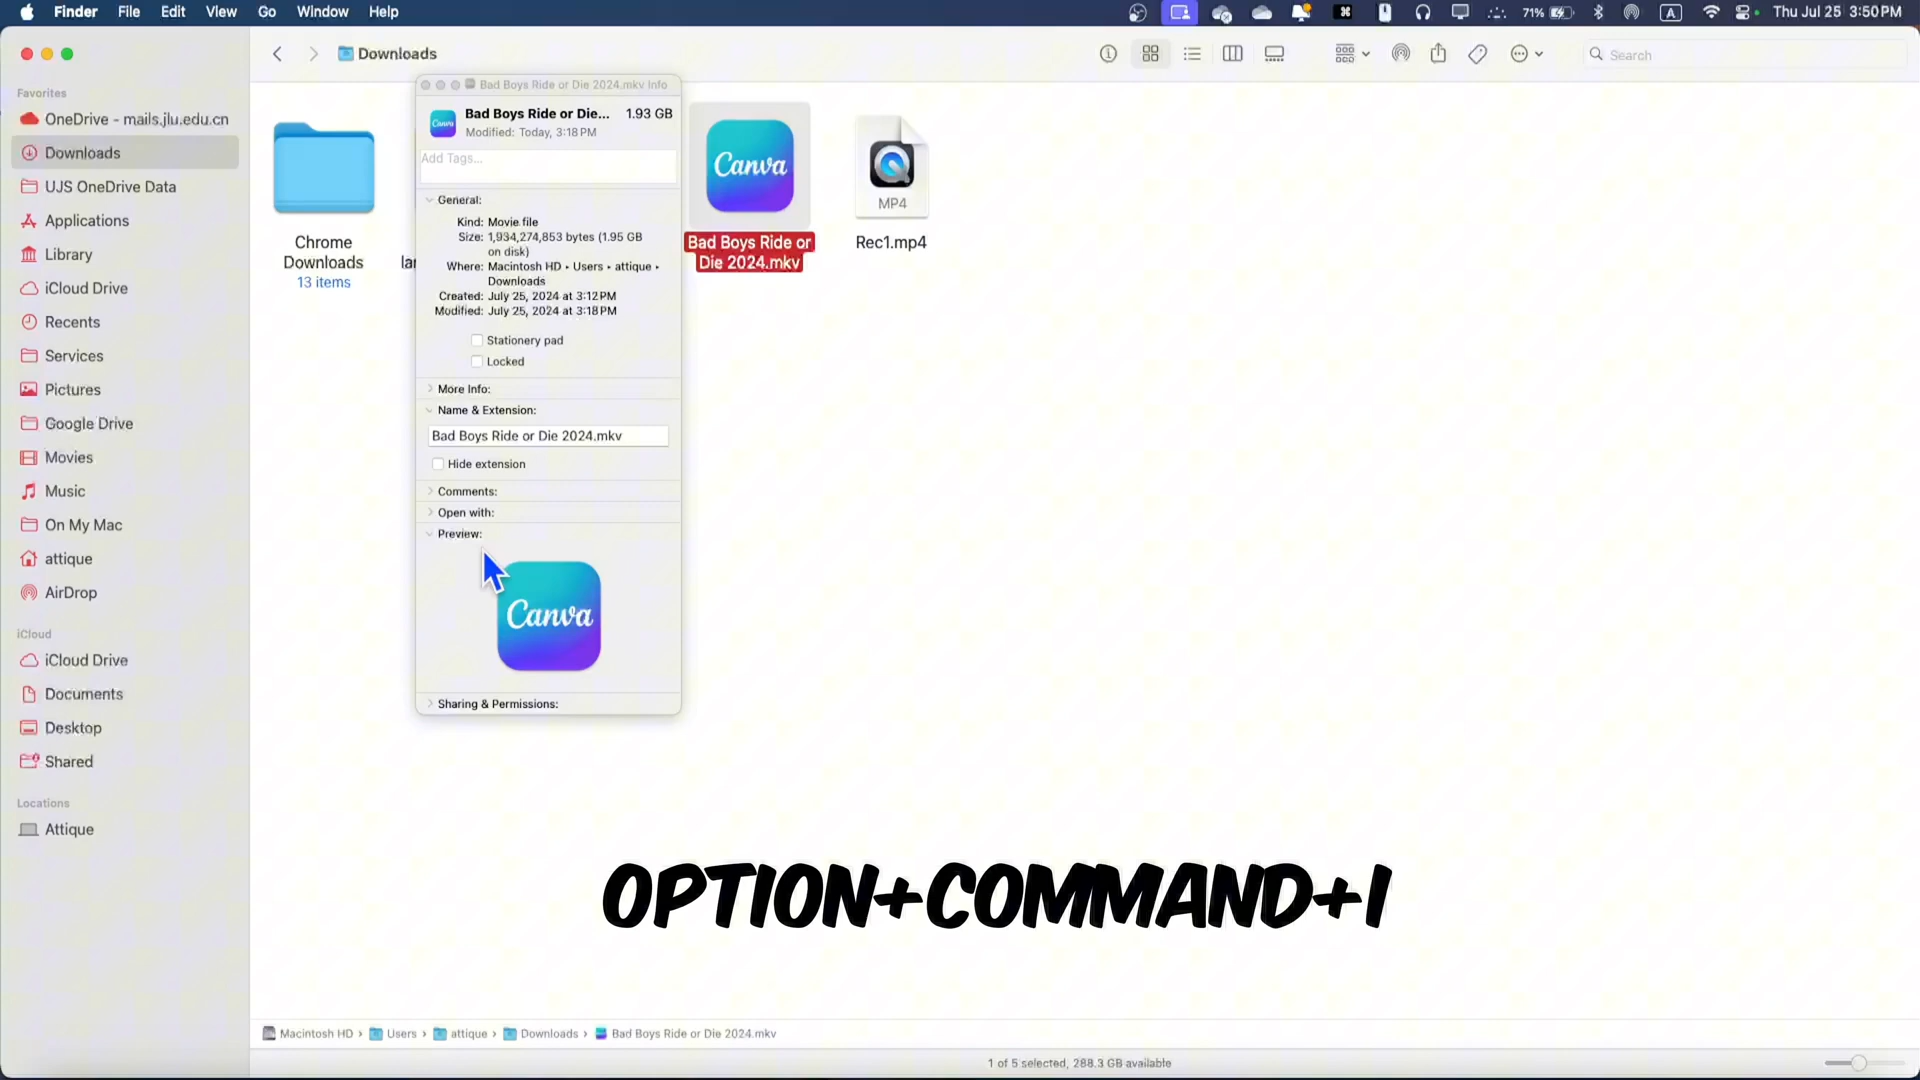 Finder File Edit View Go Window Help
71%
A
Thu Jul 25 3:50 PM
Downloads
Search
Favorites
OneDrive - mails.jlu.edu.cn
Downloads
UJS OneDrive Data
Applications
Library
iCloud Drive
Recents
Services
Pictures
Google Drive
Movies
Music
On My Mac
attique
AirDrop
iCloud
iCloud Drive
Documents
Desktop
Shared
Locations
Attique
Chrome
Downloads
13 items
Bad Boys Ride or Die 2024.mkv Info
Canva
Bad Boys Ride or Die... 1.93 GB
Modified: Today, 3:18 PM
Add Tags...
General:
Kind: Movie file
Size: 1,934,274,853 bytes (1.95 GB
on disk)
Where: Macintosh HD ▸ Users ▸ attique ▸
Downloads
Created: July 25, 2024 at 3:12 PM
Modified: July 25, 2024 at 3:18 PM
Stationery pad
Locked
More Info:
Name & Extension:
Bad Boys Ride or Die 2024.mkv
Hide extension
Comments:
Open with:
Preview:
Canva
Sharing & Permissions:
Canva
Bad Boys Ride or
Die 2024.mkv
MP4
Rec1.mp4
OPTION+COMMAND+I
Macintosh HD › Users › attique › Downloads › Bad Boys Ride or Die 2024.mkv
1 of 5 selected, 288.3 GB available